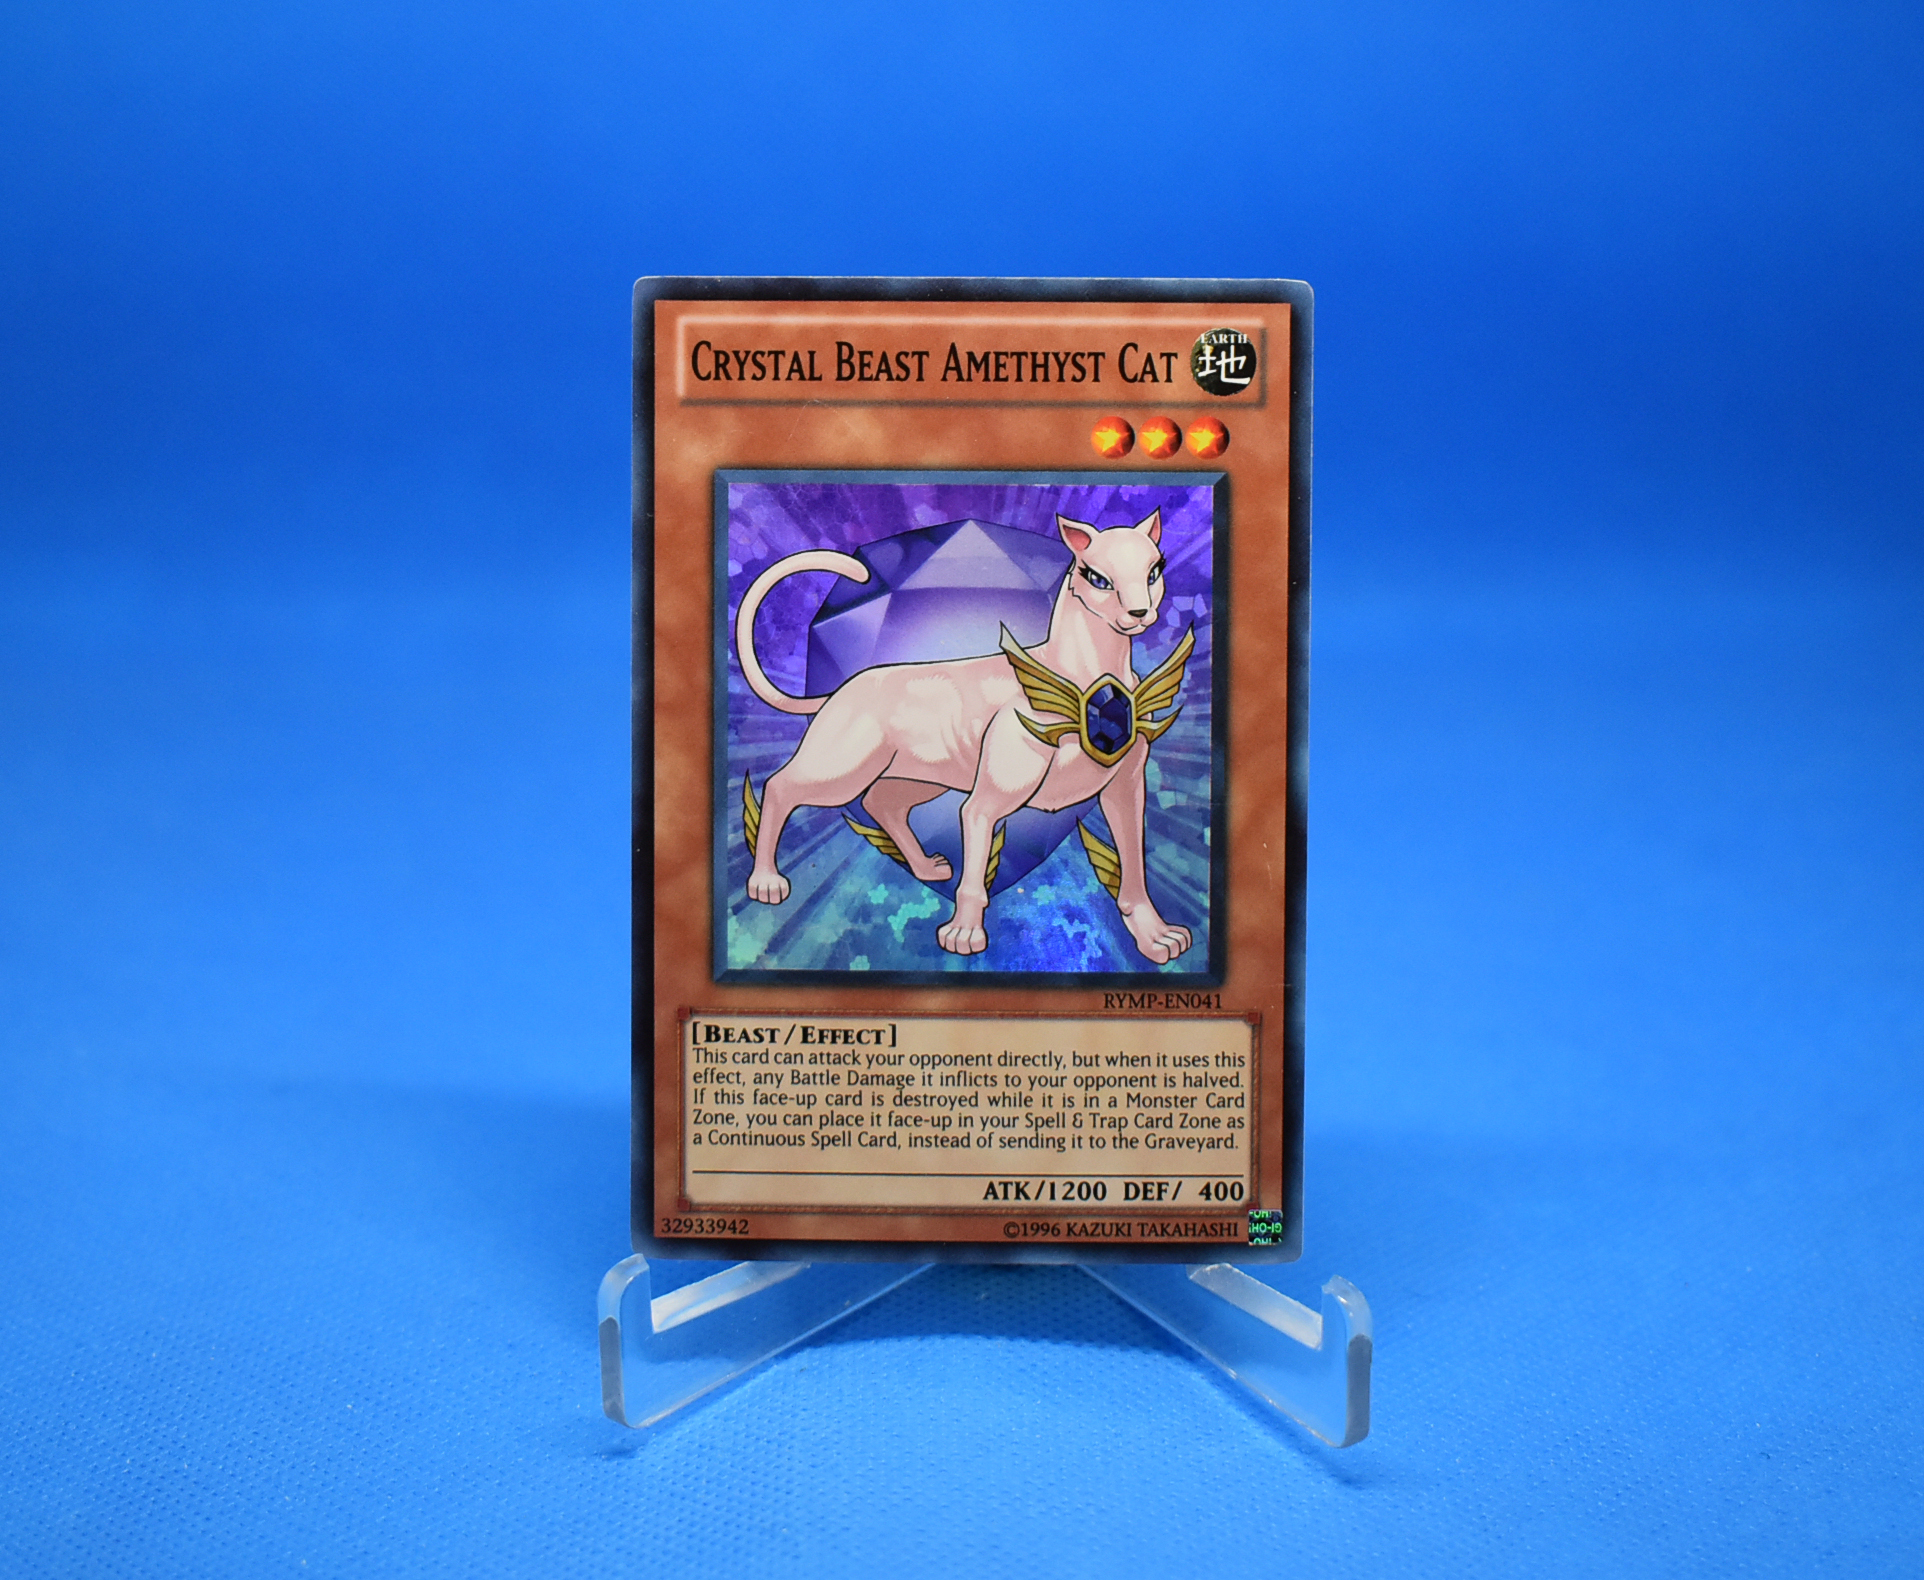 CRYSTAL BEAST AMETHYST CAT
EARTH
地
RYMP-EN041
[BEAST/EFFECT]
This card can attack your opponent directly, but when it uses this
effect, any Battle Damage it inflicts to your opponent is halved.
If this face-up card is destroyed while it is in a Monster Card
Zone, you can place it face-up in your Spell & Trap Card Zone as
a Continuous Spell Card, instead of sending it to the Graveyard.
ATK/1200 DEF/ 400
32933942
©1996 KAZUKI TAKAHASHI